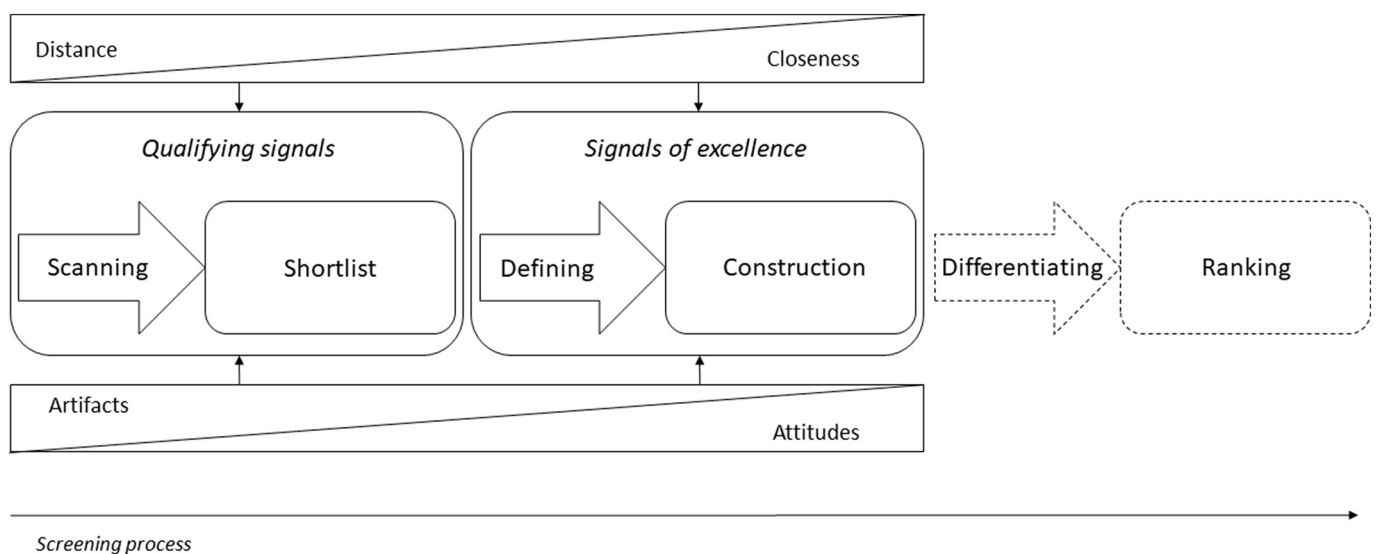 Distance
Closeness
Qualifying signals
Signals of excellence
Scanning
Shortlist
Defining
Construction
Differentiating
Ranking
Artifacts
Attitudes
Screening process